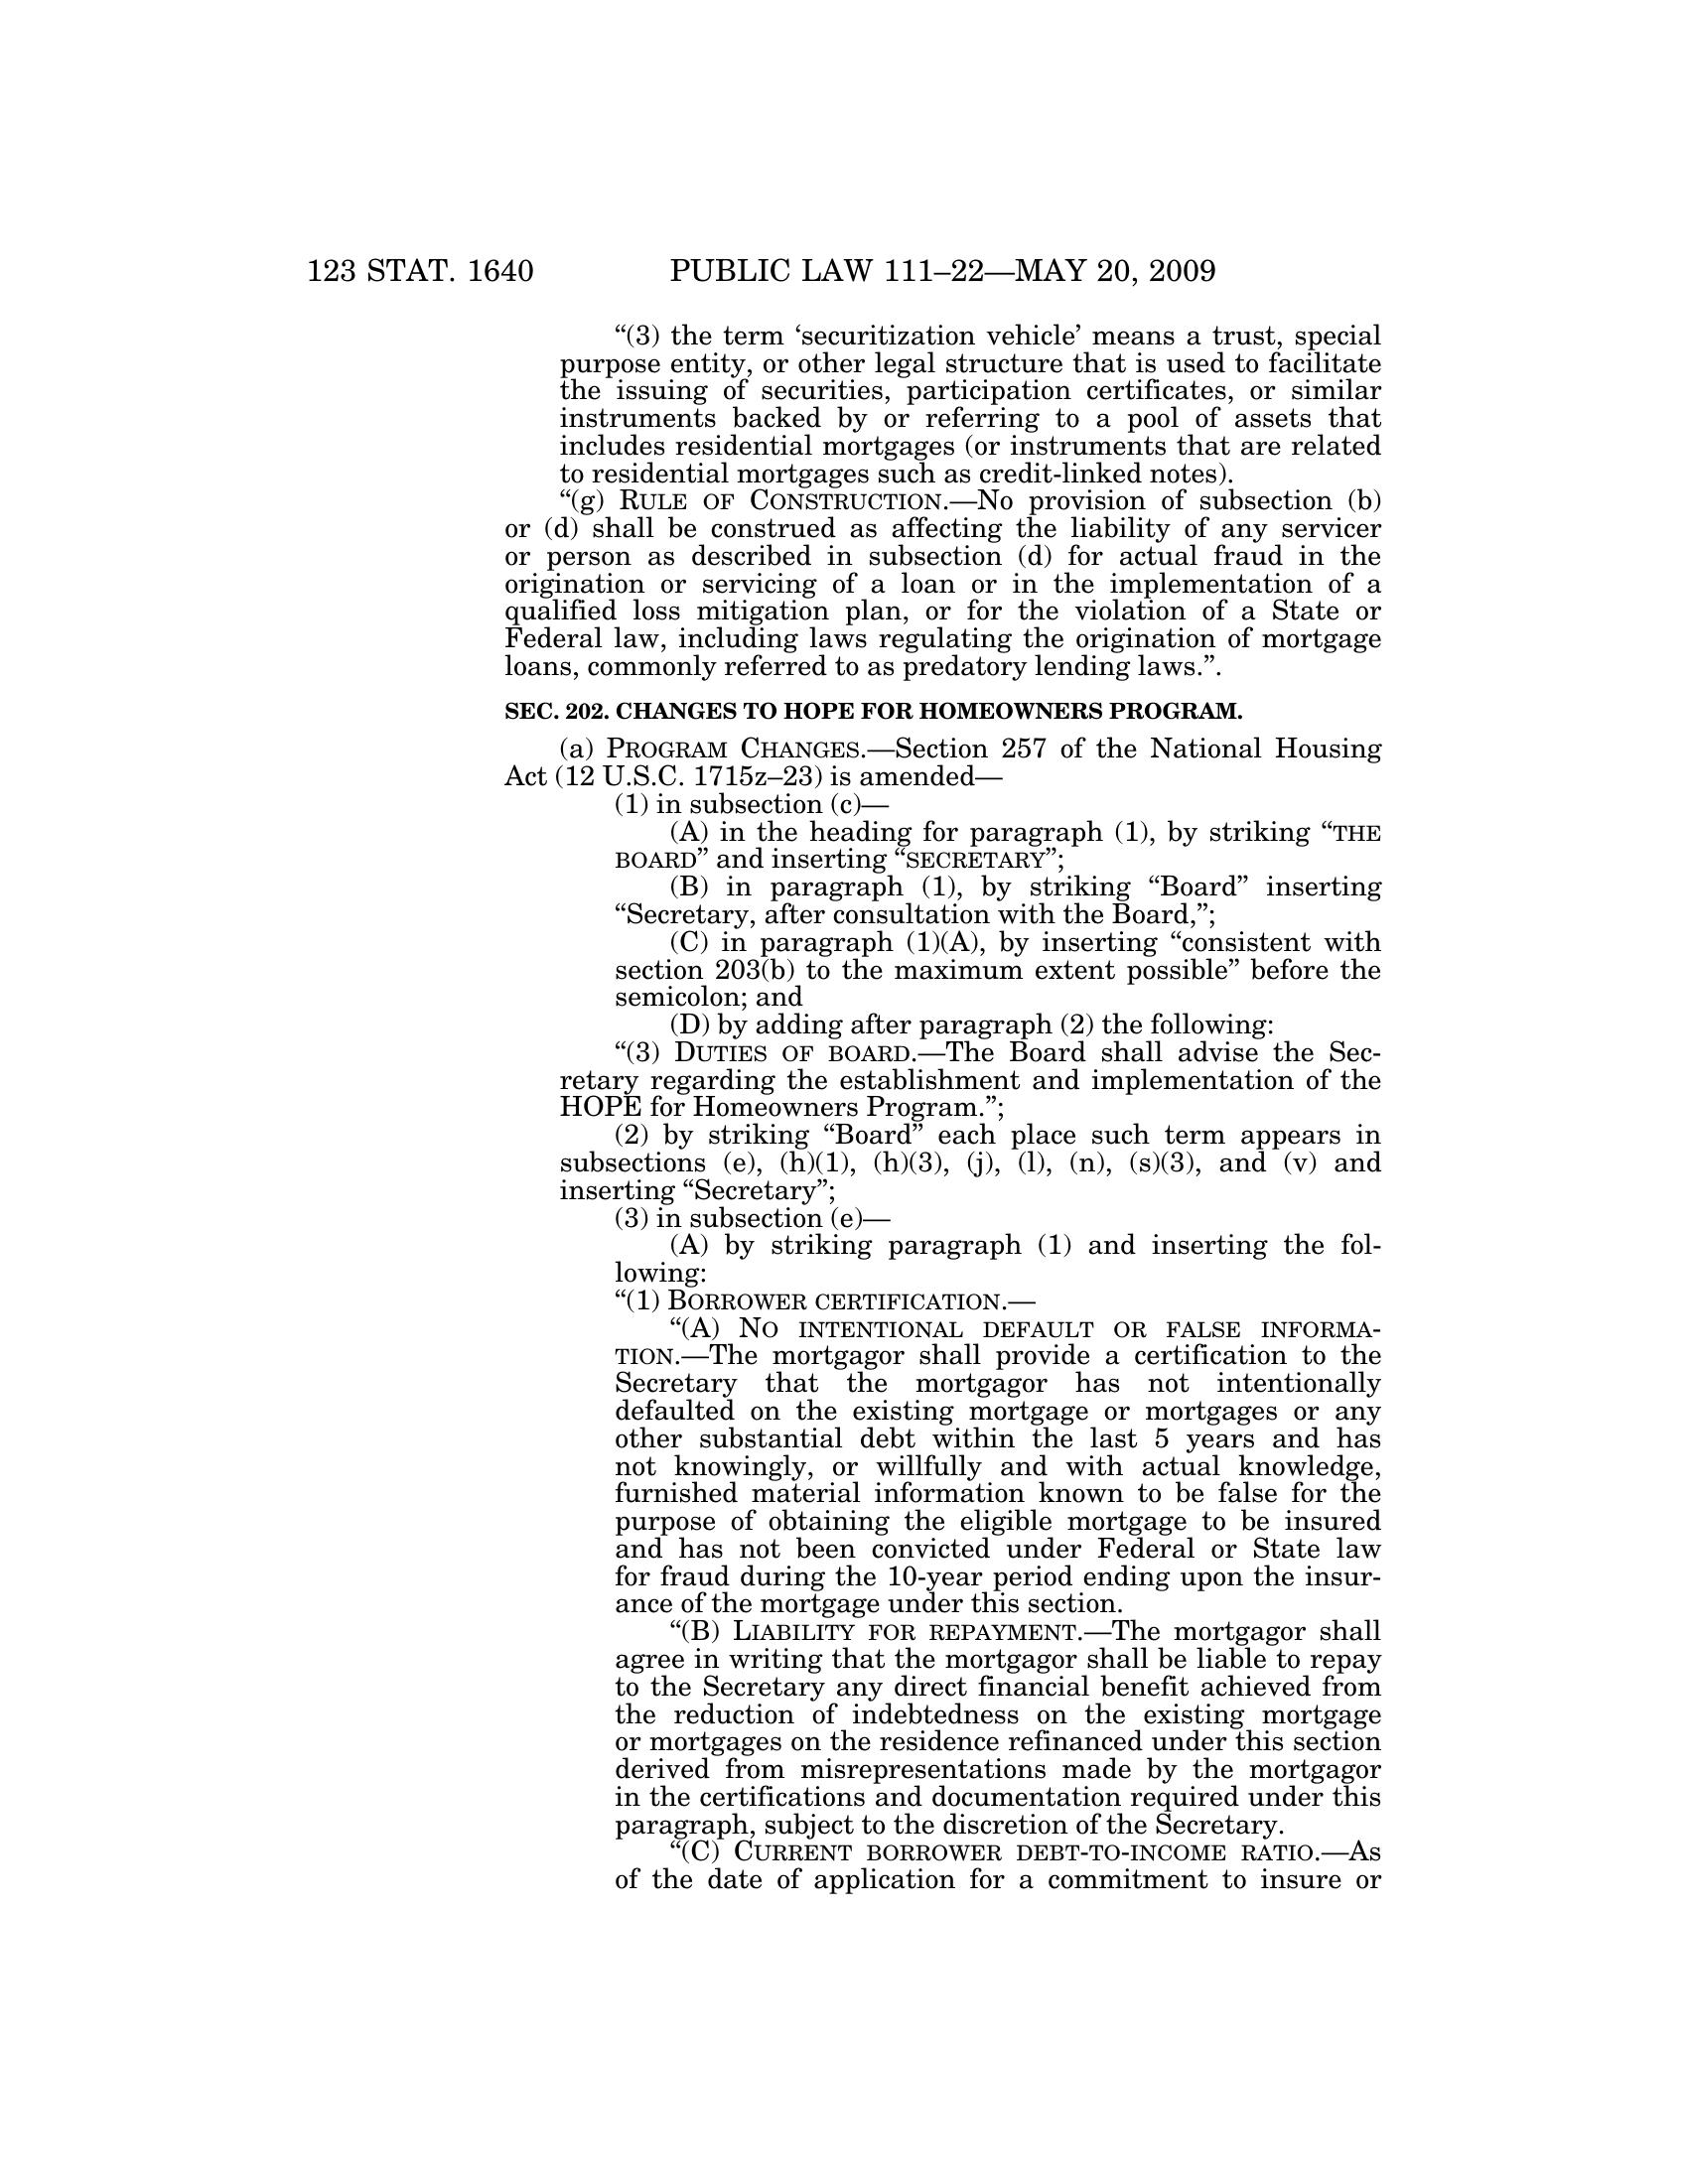 123 STAT. 1640 PUBLIC LAW 111–22—MAY 20, 2009
“(3) the term ‘securitization vehicle’ means a trust, special
purpose entity, or other legal structure that is used to facilitate
the issuing of securities, participation certificates, or similar
instruments backed by or referring to a pool of assets that
includes residential mortgages (or instruments that are related
to residential mortgages such as credit-linked notes).
“(g) RULE OF CONSTRUCTION.—No provision of subsection (b)
or (d) shall be construed as affecting the liability of any servicer
or person as described in subsection (d) for actual fraud in the
origination or servicing of a loan or in the implementation of a
qualified loss mitigation plan, or for the violation of a State or
Federal law, including laws regulating the origination of mortgage
loans, commonly referred to as predatory lending laws.”.
SEC. 202. CHANGES TO HOPE FOR HOMEOWNERS PROGRAM.
(a) PROGRAM CHANGES.—Section 257 of the National Housing
Act (12 U.S.C. 1715z–23) is amended—
(1) in subsection (c)—
(A) in the heading for paragraph (1), by striking “THE
BOARD” and inserting “SECRETARY”;
(B) in paragraph (1), by striking “Board” inserting
“Secretary, after consultation with the Board,”;
(C) in paragraph (1)(A), by inserting “consistent with
section 203(b) to the maximum extent possible” before the
semicolon; and
(D) by adding after paragraph (2) the following:
“(3) DUTIES OF BOARD.—The Board shall advise the Sec-
retary regarding the establishment and implementation of the
HOPE for Homeowners Program.”;
(2) by striking “Board” each place such term appears in
subsections (e), (h)(1), (h)(3), (j), (l), (n), (s)(3), and (v) and
inserting “Secretary”;
(3) in subsection (e)—
(A) by striking paragraph (1) and inserting the fol-
lowing:
“(1) BORROWER CERTIFICATION.—
“(A) NO INTENTIONAL DEFAULT OR FALSE INFORMA-
TION.—The mortgagor shall provide a certification to the
Secretary that the mortgagor has not intentionally
defaulted on the existing mortgage or mortgages or any
other substantial debt within the last 5 years and has
not knowingly, or willfully and with actual knowledge,
furnished material information known to be false for the
purpose of obtaining the eligible mortgage to be insured
and has not been convicted under Federal or State law
for fraud during the 10-year period ending upon the insur-
ance of the mortgage under this section.
“(B) LIABILITY FOR REPAYMENT.—The mortgagor shall
agree in writing that the mortgagor shall be liable to repay
to the Secretary any direct financial benefit achieved from
the reduction of indebtedness on the existing mortgage
or mortgages on the residence refinanced under this section
derived from misrepresentations made by the mortgagor
in the certifications and documentation required under this
paragraph, subject to the discretion of the Secretary.
“(C) CURRENT BORROWER DEBT-TO-INCOME RATIO.—As
of the date of application for a commitment to insure or